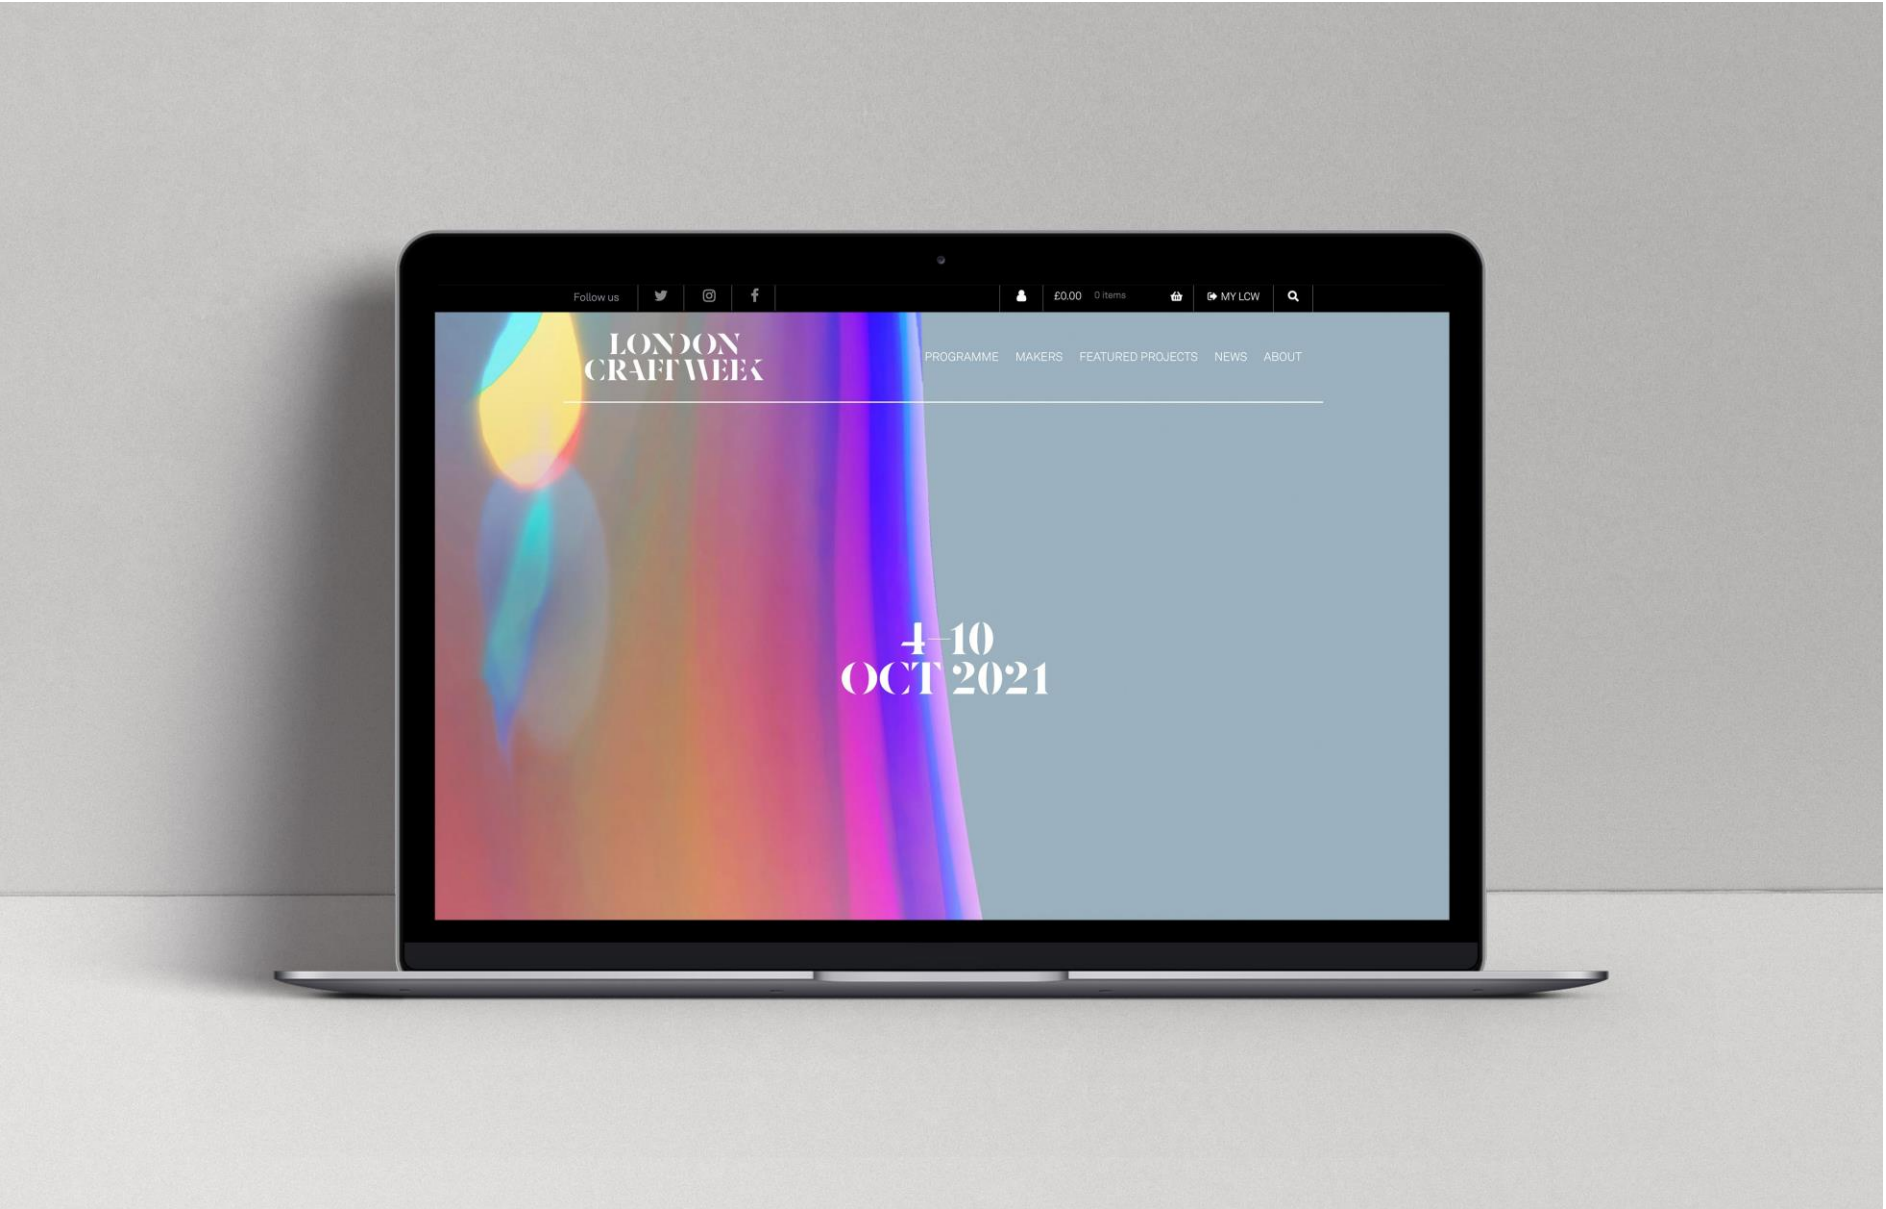 Follow us
£0.00 0 items MY LCW
LONDON
CRAFT WEEK
PROGRAMME MAKERS FEATURED PROJECTS NEWS ABOUT
4–10
OCT 2021